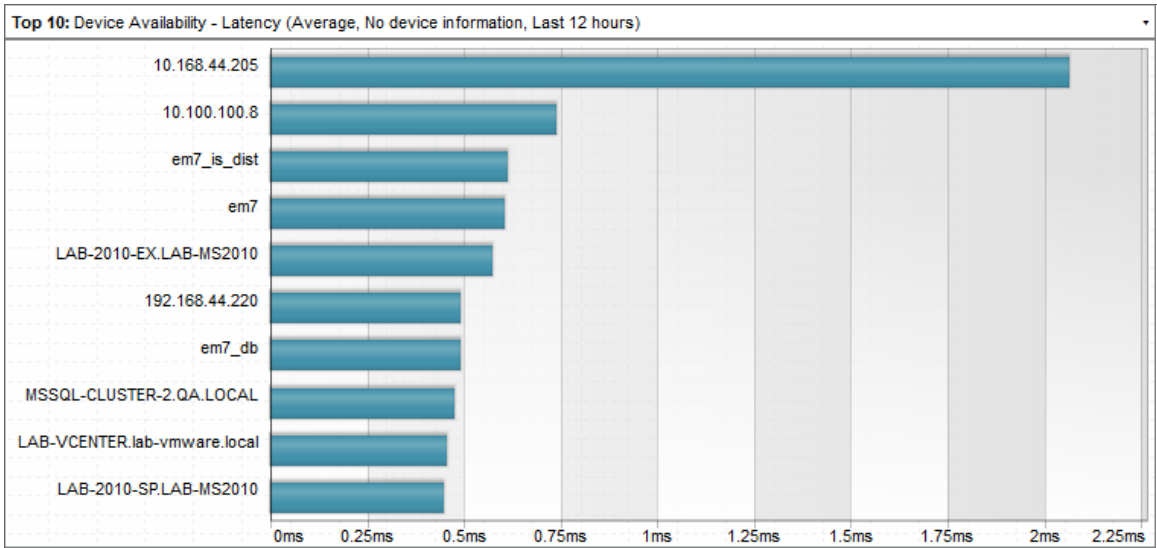 Top 10: Device Availability - Latency (Average, No device information, Last 12 hours)
10.168.44.205
10.100.100.8
em7_is_dist
em7
LAB-2010-EX.LAB-MS2010
192.168.44.220
em7_db
MSSQL-CLUSTER-2.QA.LOCAL
LAB-VCENTER.lab-vmware.local
LAB-2010-SP.LAB-MS2010
0ms 0.25ms 0.5ms 0.75ms 1ms 1.25ms 1.5ms 1.75ms 2ms 2.25ms